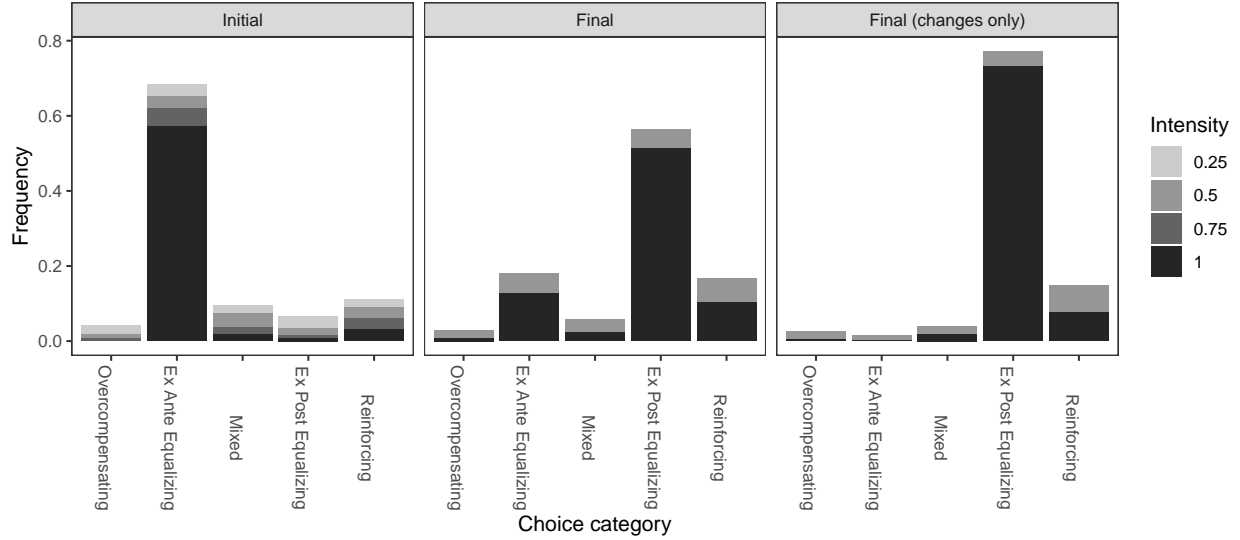 Initial
Final
Final (changes only)
Frequency
0.8
0.6
0.4
0.2
0.0
Overcompensating
Ex Ante Equalizing
Mixed
Ex Post Equalizing
Reinforcing
Overcompensating
Ex Ante Equalizing
Mixed
Ex Post Equalizing
Reinforcing
Overcompensating
Ex Ante Equalizing
Mixed
Ex Post Equalizing
Reinforcing
Choice category
Intensity
0.25
0.5
0.75
1